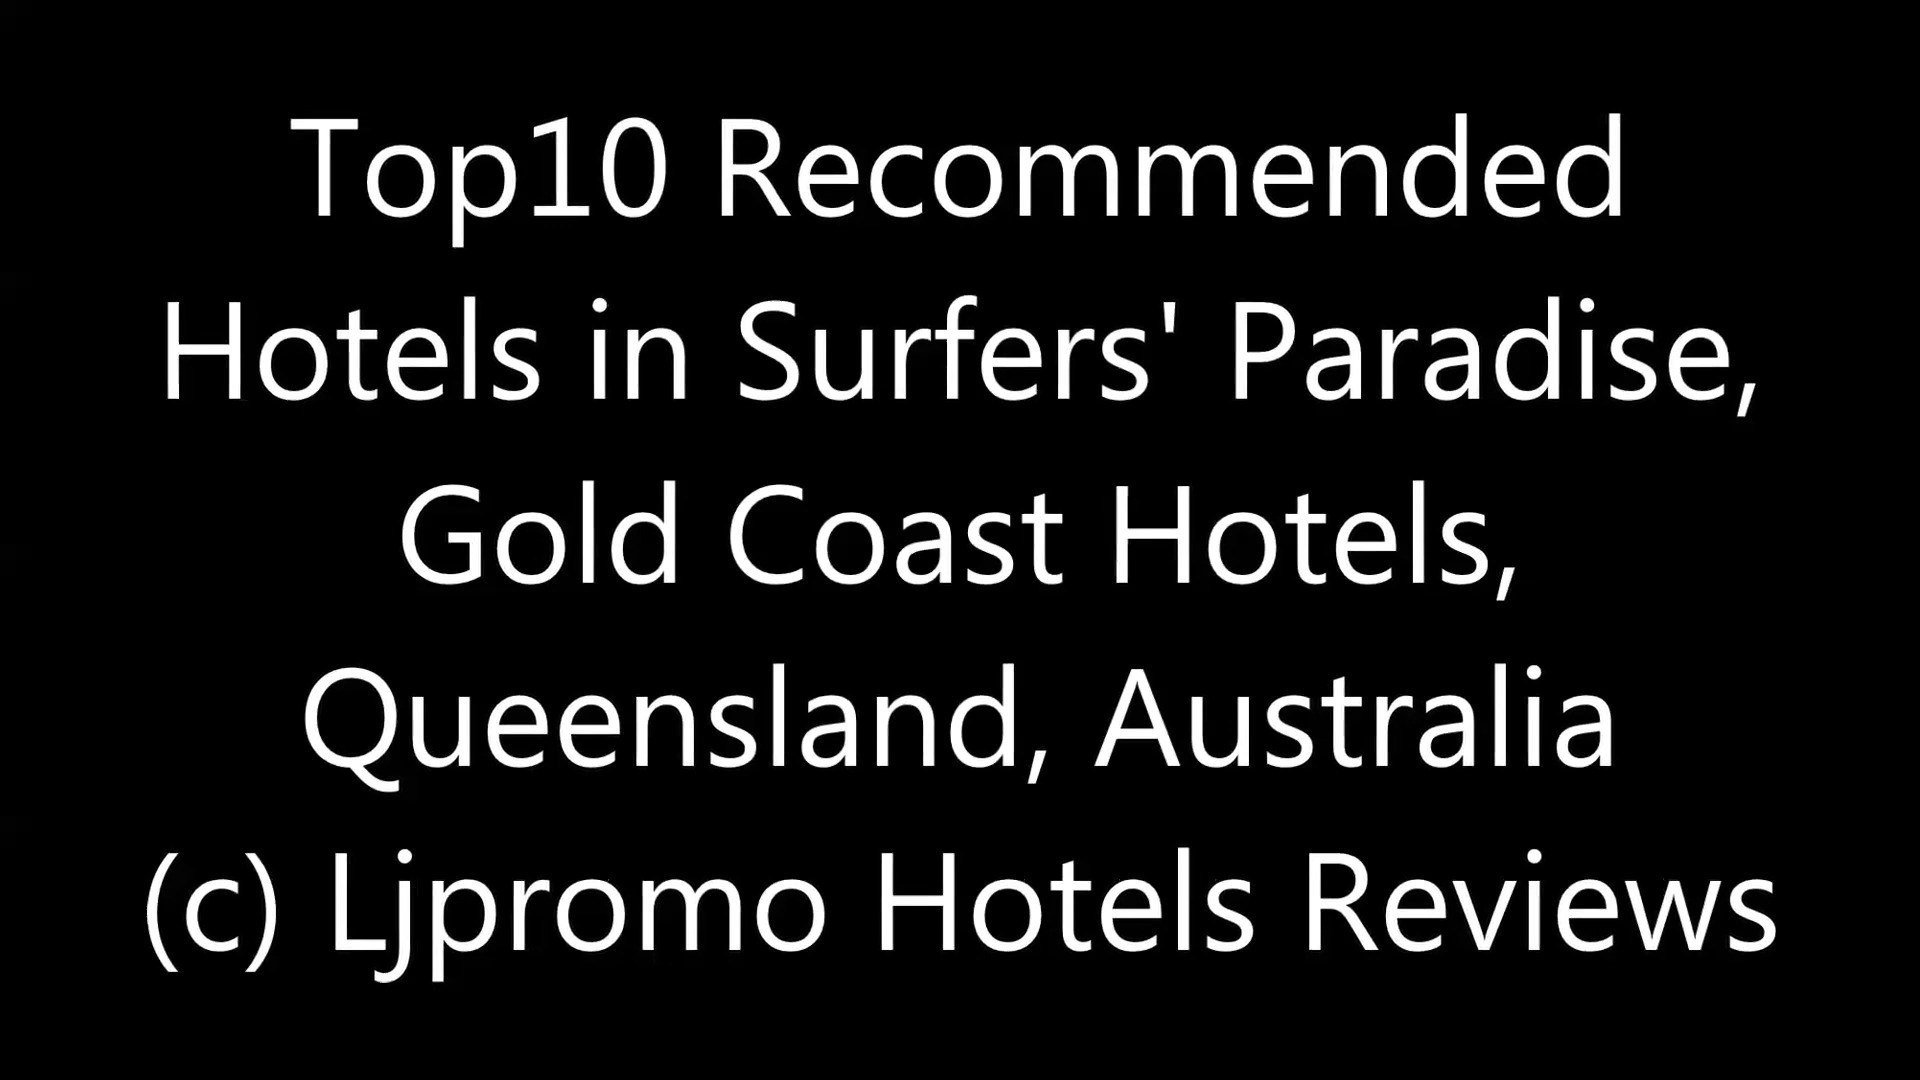 Top10 Recommended
Hotels in Surfers' Paradise,
Gold Coast Hotels,
Queensland, Australia
(c) Ljpromo Hotels Reviews